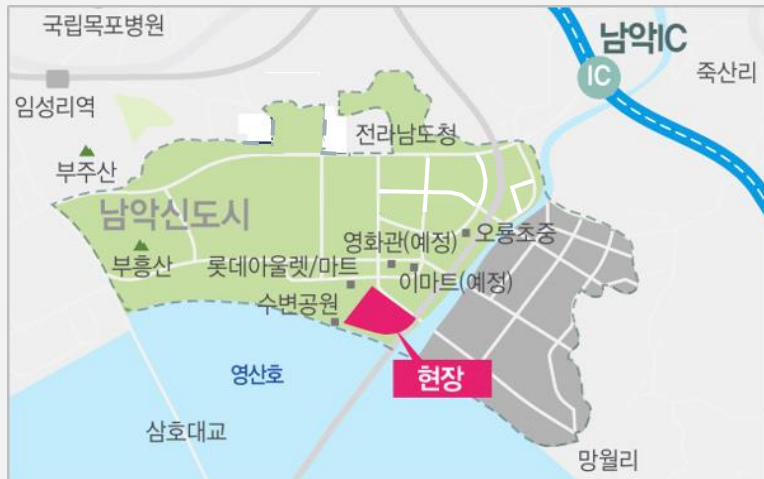 국립목포병원
남악IC
IC
죽산리
임성리역
전라남도청
부주산
남악신도시
영화관(예정)
오룡초중
부흥산
롯데아울렛/마트
이마트(예정)
수변공원
영산호
현장
삼호대교
망월리